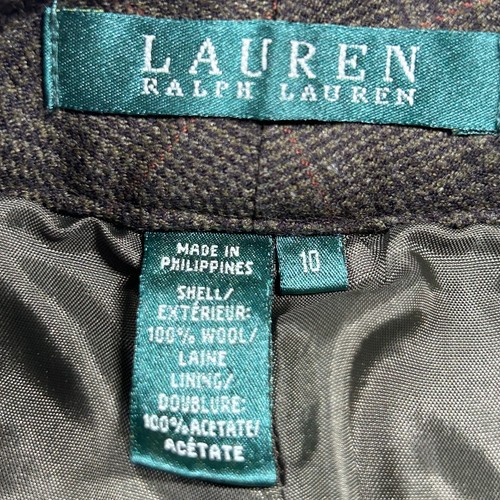 LAUREN
RALPH LAUREN
MADE IN
PHILIPPINES
SHELL/
EXTÉRIEUR:
100% WOOL/
LAINE
LINING/
DOUBLURE:
100% ACETATE/
ACÉTATE
10